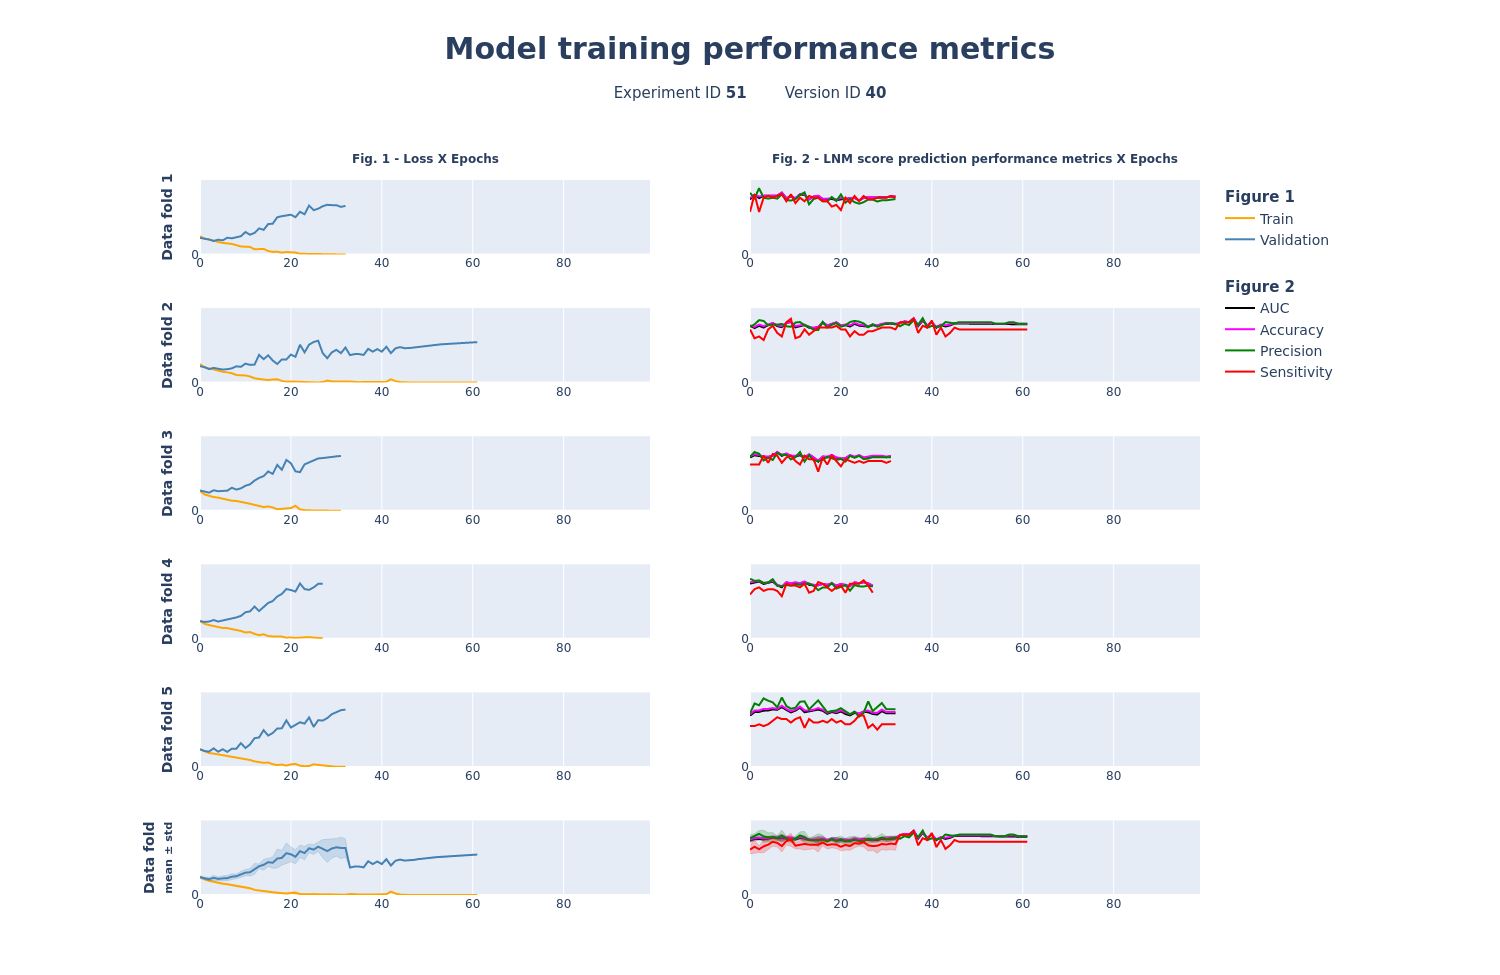 Model training performance metrics
Experiment ID 51 Version ID 40
Fig. 1 - Loss X Epochs
Fig. 2 - LNM score prediction performance metrics X Epochs
Data fold 1
0
0 20 40 60 80
0
0 20 40 60 80
Figure 1
Train
Validation
Figure 2
AUC
Accuracy
Precision
Sensitivity
Data fold 2
0
0 20 40 60 80
0
0 20 40 60 80
Data fold 3
0
0 20 40 60 80
0
0 20 40 60 80
Data fold 4
0
0 20 40 60 80
0
0 20 40 60 80
Data fold 5
0
0 20 40 60 80
0
0 20 40 60 80
Data fold
mean ± std
0
0 20 40 60 80
0
0 20 40 60 80